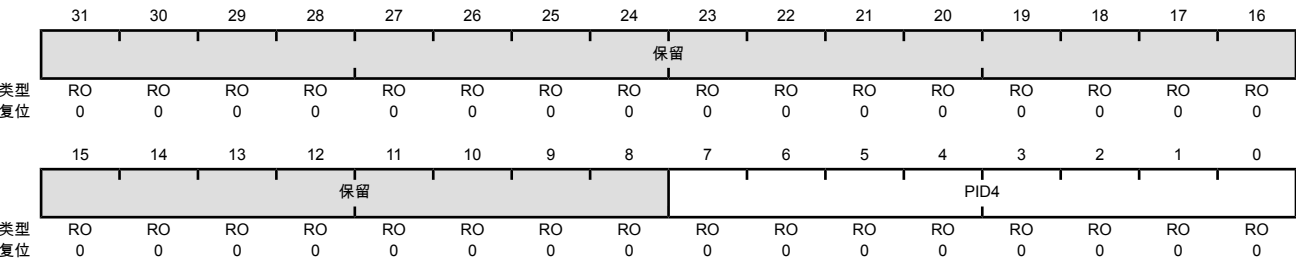 31 30 29 28 27 26 25 24 23 22 21 20 19 18 17 16
保留
类型 RO RO RO RO RO RO RO RO RO RO RO RO RO RO RO RO
复位 0 0 0 0 0 0 0 0 0 0 0 0 0 0 0 0
15 14 13 12 11 10 9 8 7 6 5 4 3 2 1 0
保留 PID4
类型 RO RO RO RO RO RO RO RO RO RO RO RO RO RO RO RO
复位 0 0 0 0 0 0 0 0 0 0 0 0 0 0 0 0